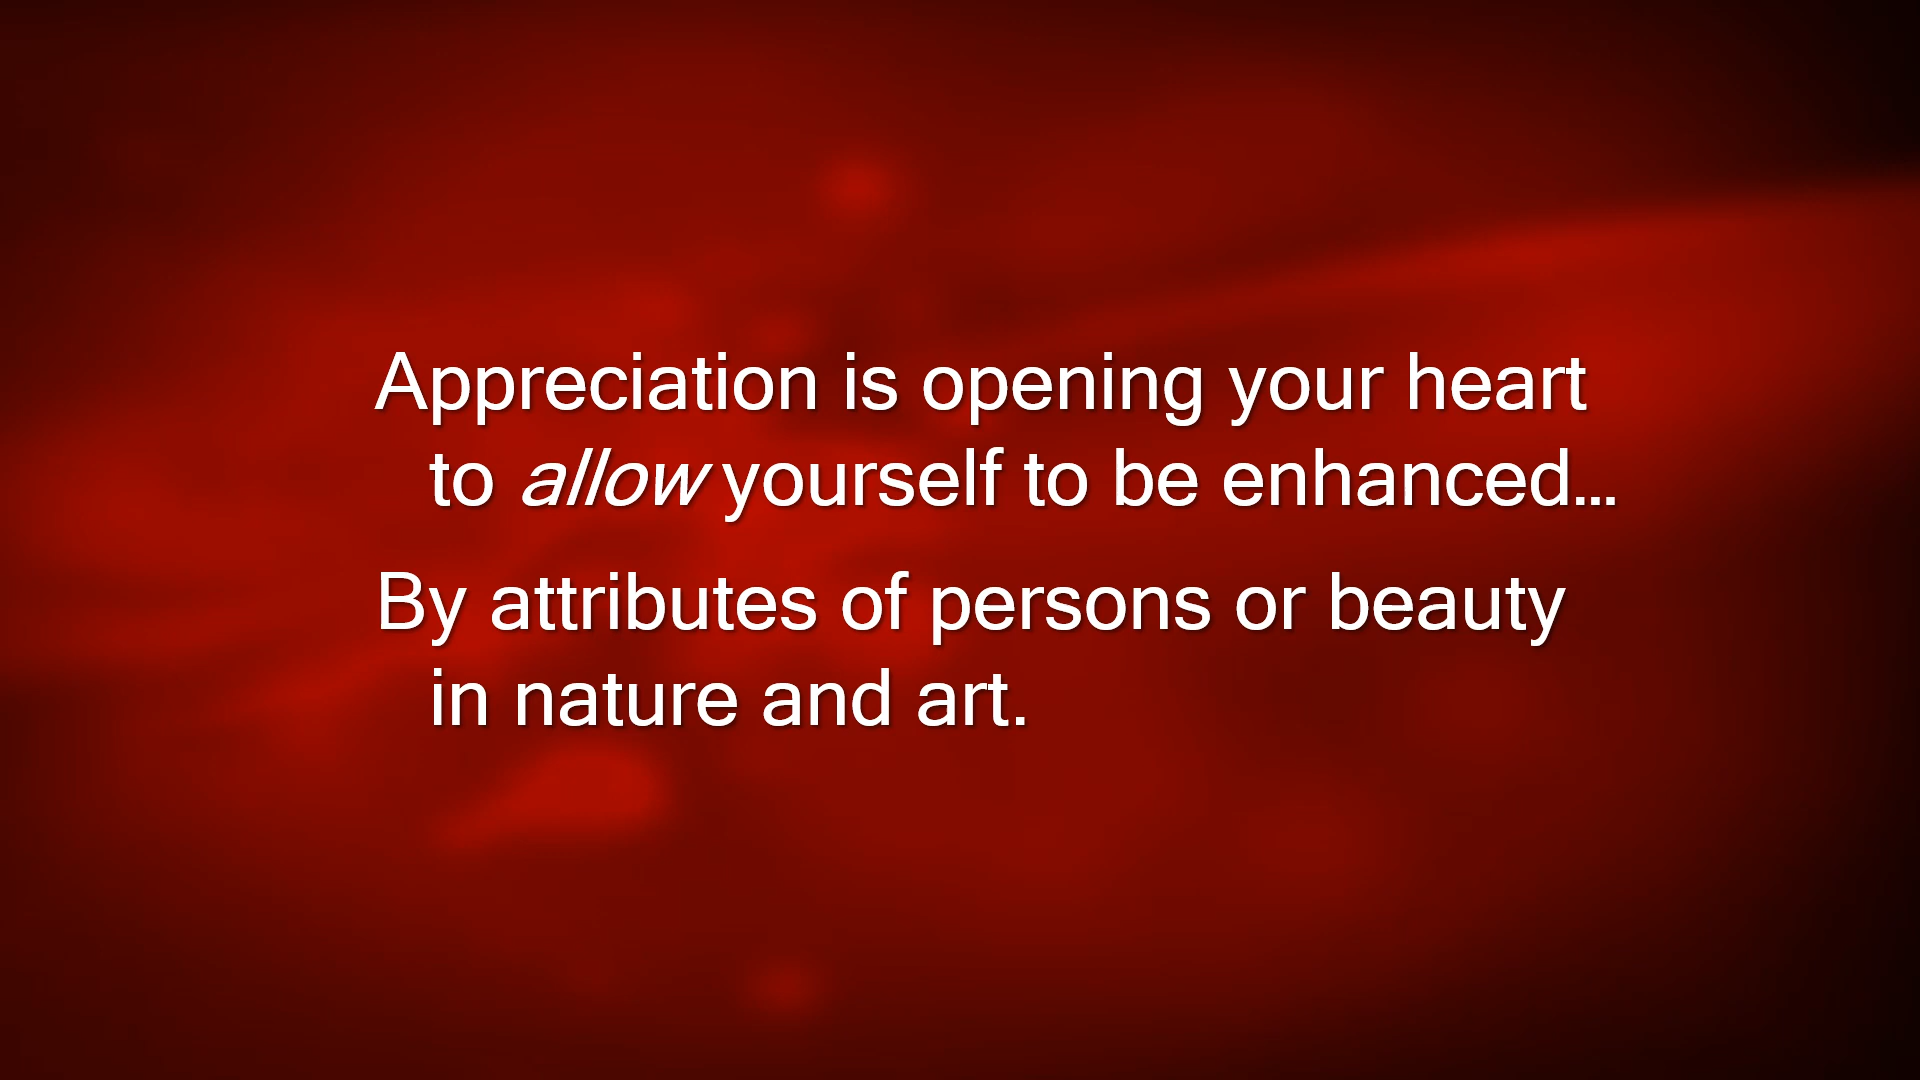 Appreciation is opening your heart
to allow yourself to be enhanced...
By attributes of persons or beauty
in nature and art.